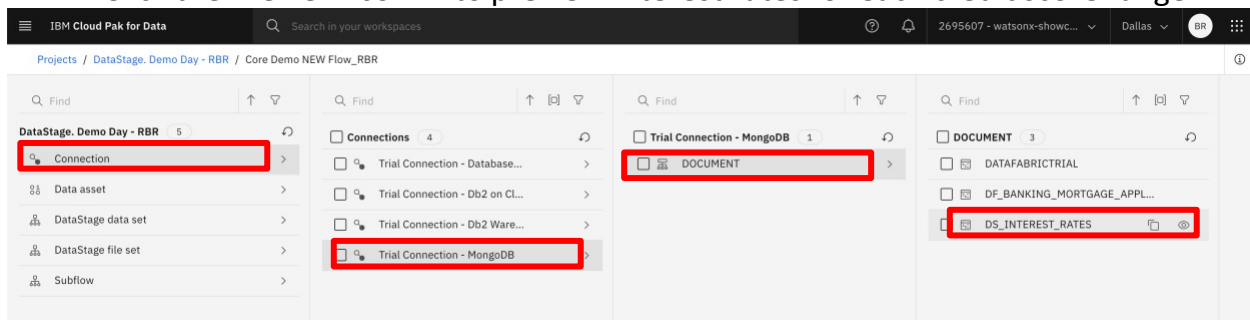 IBM Cloud Pak for Data
Search in your workspaces
2695607 - watsonx-showc...
Dallas
BR
Projects / DataStage. Demo Day - RBR / Core Demo NEW Flow_RBR
Find
Find
Find
Find
DataStage. Demo Day - RBR 5
Connections 4
Trial Connection - MongoDB 1
DOCUMENT 3
Connection
Trial Connection - Database...
DOCUMENT
DATAFABRICTRIAL
Data asset
Trial Connection - Db2 on Cl...
DF_BANKING_MORTGAGE_APPL...
DataStage data set
Trial Connection - Db2 Ware...
DS_INTEREST_RATES
DataStage file set
Trial Connection - MongoDB
Subflow